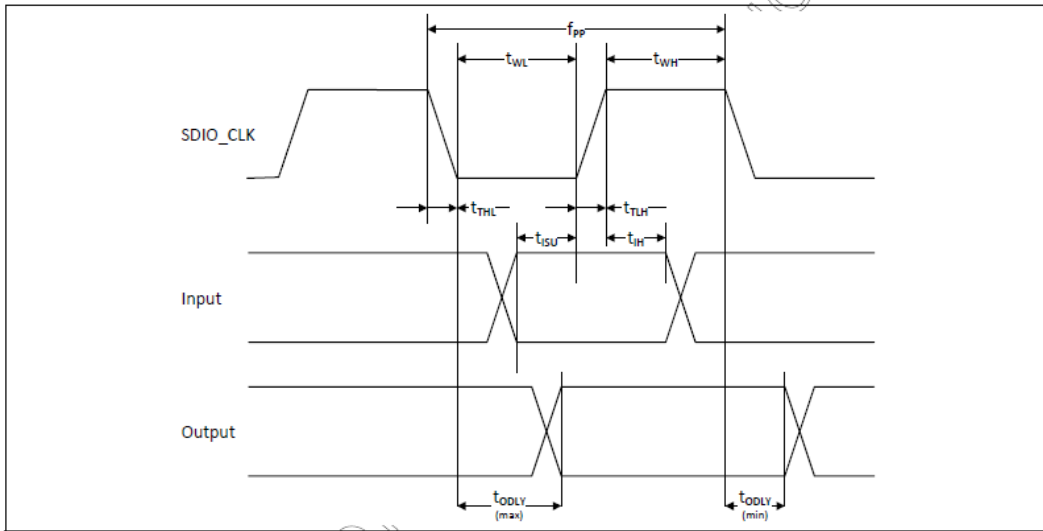 fPP
tWL
tWH
SDIO_CLK
tTHL
tTLH
tISU
tIH
Input
Output
tODLY
(max)
tODLY
(min)